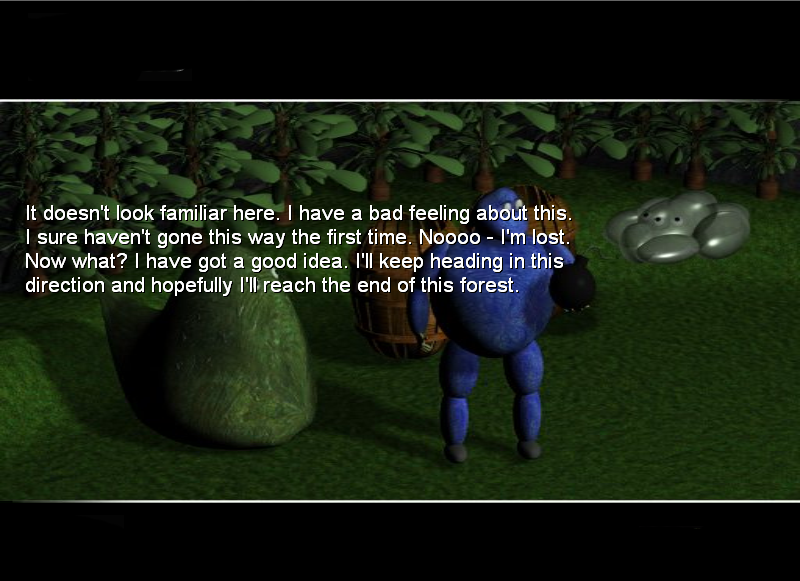 It doesn't look familiar here. I have a bad feeling about this.
I sure haven't gone this way the first time. Noooo - I'm lost.
Now what? I have got a good idea. I'll keep heading in this
direction and hopefully I'll reach the end of this forest.